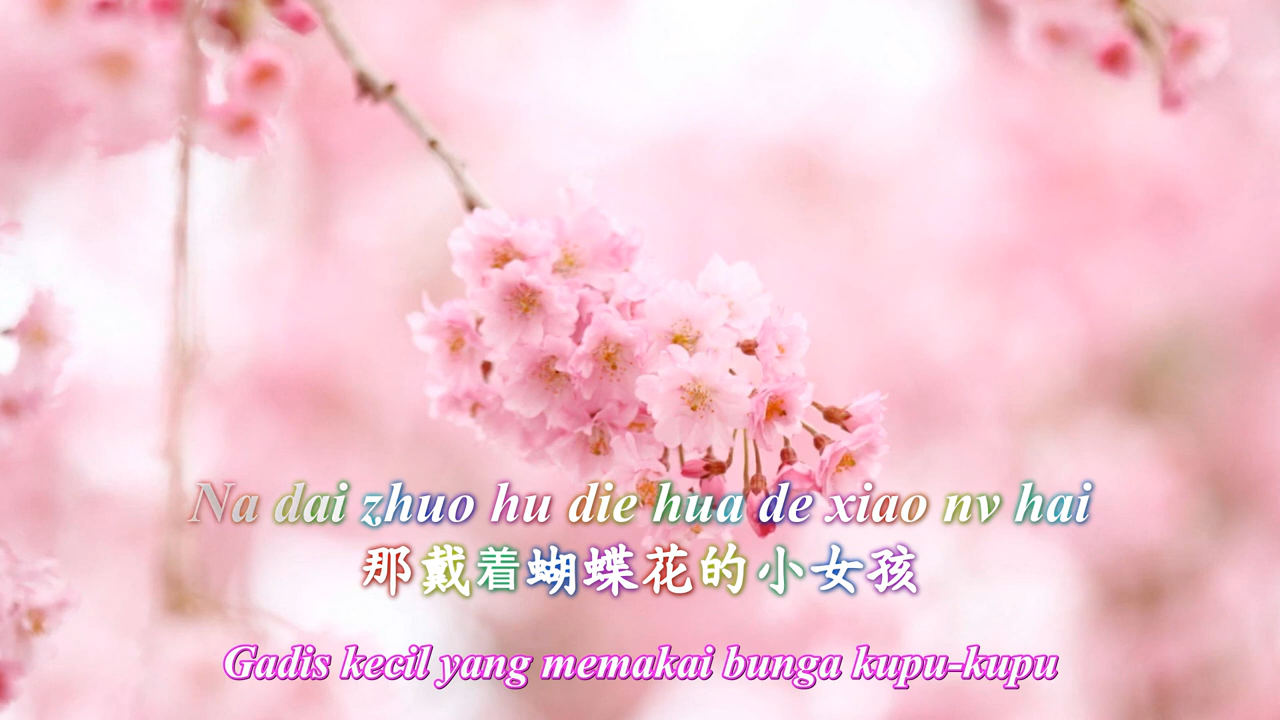 Na dai zhuo hu die hua de xiao nv hai
那戴着蝴蝶花的小女孩
Gadis kecil yang memakai bunga kupu-kupu